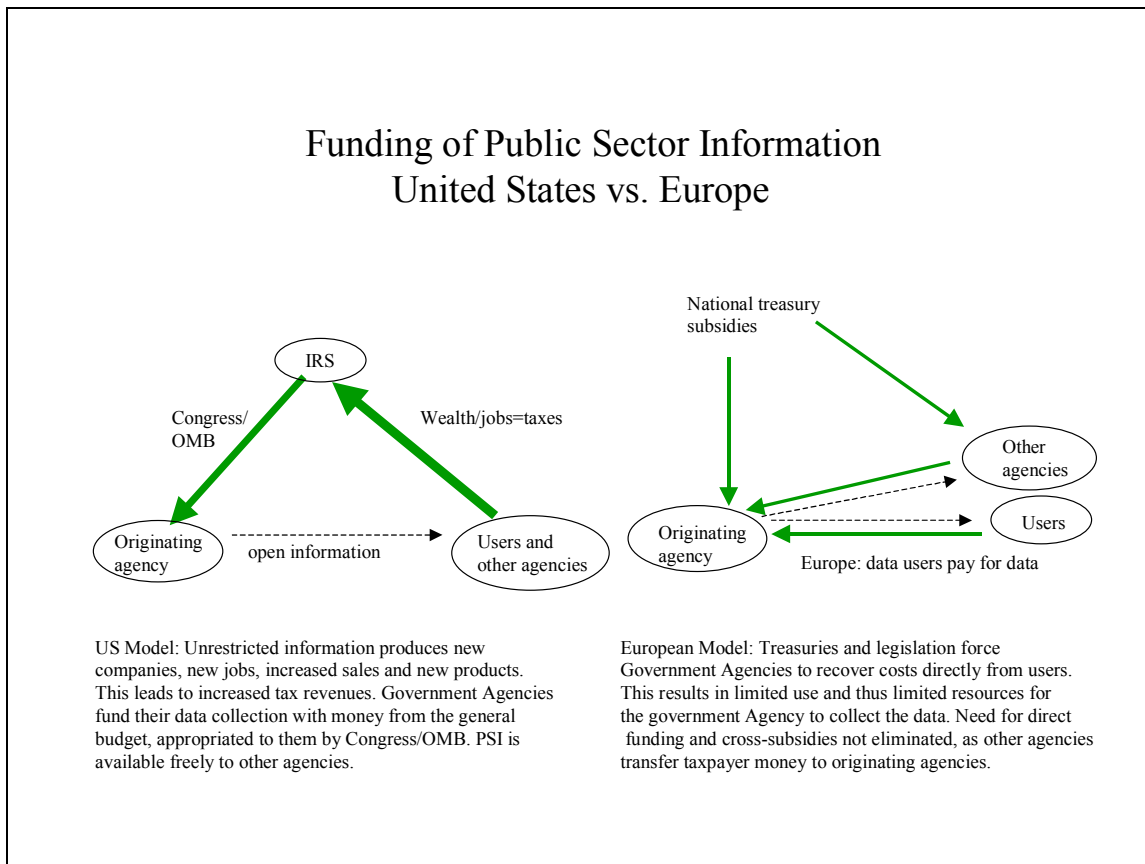 Funding of Public Sector Information
United States vs. Europe
IRS
Congress/
OMB
Wealth/jobs=taxes
Originating
agency
open information
Users and
other agencies
National treasury
subsidies
Other
agencies
Users
Originating
agency
Europe: data users pay for data
US Model: Unrestricted information produces new
companies, new jobs, increased sales and new products.
This leads to increased tax revenues. Government Agencies
fund their data collection with money from the general
budget, appropriated to them by Congress/OMB. PSI is
available freely to other agencies.
European Model: Treasuries and legislation force
Government Agencies to recover costs directly from users.
This results in limited use and thus limited resources for
the government Agency to collect the data. Need for direct
funding and cross-subsidies not eliminated, as other agencies
transfer taxpayer money to originating agencies.